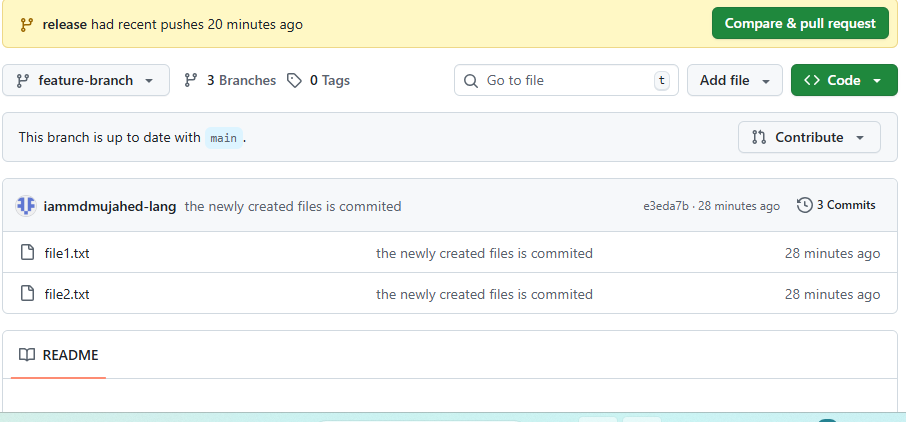 release had recent pushes 20 minutes ago Compare & pull request
feature-branch 3 Branches 0 Tags Go to file t Add file Code
This branch is up to date with main. Contribute
iammdmujahed-lang the newly created files is commited e3eda7b · 28 minutes ago 3 Commits
file1.txt the newly created files is commited 28 minutes ago
file2.txt the newly created files is commited 28 minutes ago
README